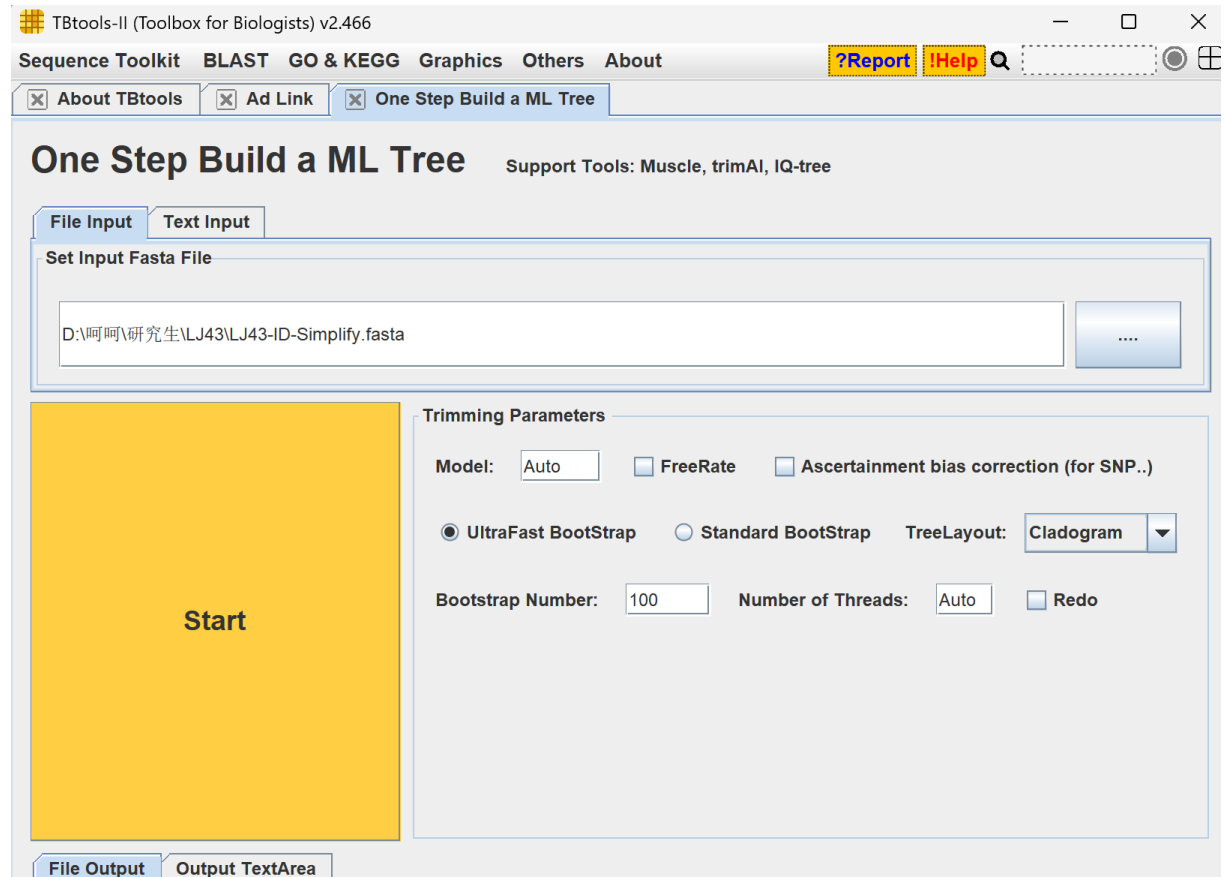 TBtools-II (Toolbox for Biologists) v2.466
Sequence Toolkit BLAST GO & KEGG Graphics Others About ?Report !Help
About TBtools Ad Link One Step Build a ML Tree
One Step Build a ML Tree Support Tools: Muscle, trimAl, IQ-tree
File Input Text Input
Set Input Fasta File
D:\呵呵\研究生\LJ43\LJ43-ID-Simplify.fasta ....
Trimming Parameters
Model: Auto FreeRate Ascertainment bias correction (for SNP..)
UltraFast BootStrap Standard BootStrap TreeLayout: Cladogram
Bootstrap Number: 100 Number of Threads: Auto Redo
Start
File Output Output TextArea